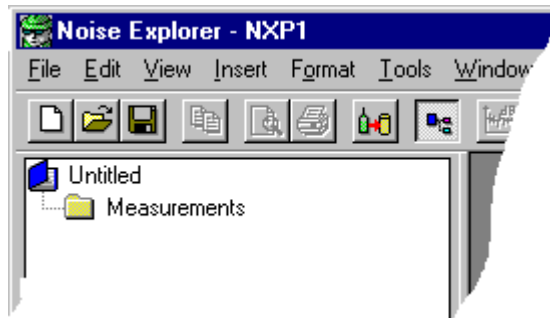 Noise Explorer - NXP1
File Edit View Insert Format Tools Window
Untitled
Measurements